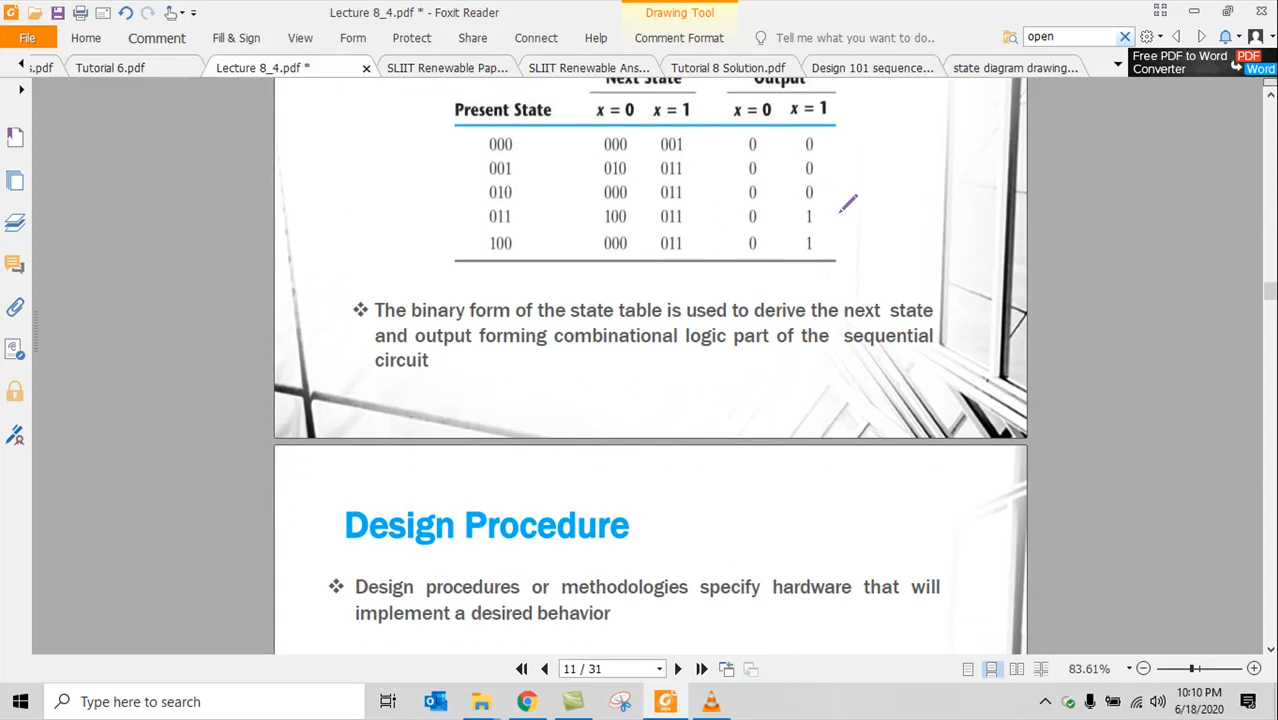 Lecture 8_4.pdf * - Foxit Reader
Drawing Tool
File Home Comment Fill & Sign View Form Protect Share Connect Help Comment Format Tell me what you want to do.. open
s.pdf Tutorial 6.pdf Lecture 8_4.pdf * SLIIT Renewable Pap... SLIIT Renewable Ans... Tutorial 8 Solution.pdf Design 101 sequence... state diagram drawing... Free PDF to Word Converter PDF Word
Next State Output
Present State x = 0 x = 1 x = 0 x = 1
000 000 001 0 0
001 010 011 0 0
010 000 011 0 0
011 100 011 0 1
100 000 011 0 1
❖ The binary form of the state table is used to derive the next state
and output forming combinational logic part of the sequential
circuit
Design Procedure
❖ Design procedures or methodologies specify hardware that will
implement a desired behavior
11 / 31 83.61%
Type here to search
10:10 PM
6/18/2020